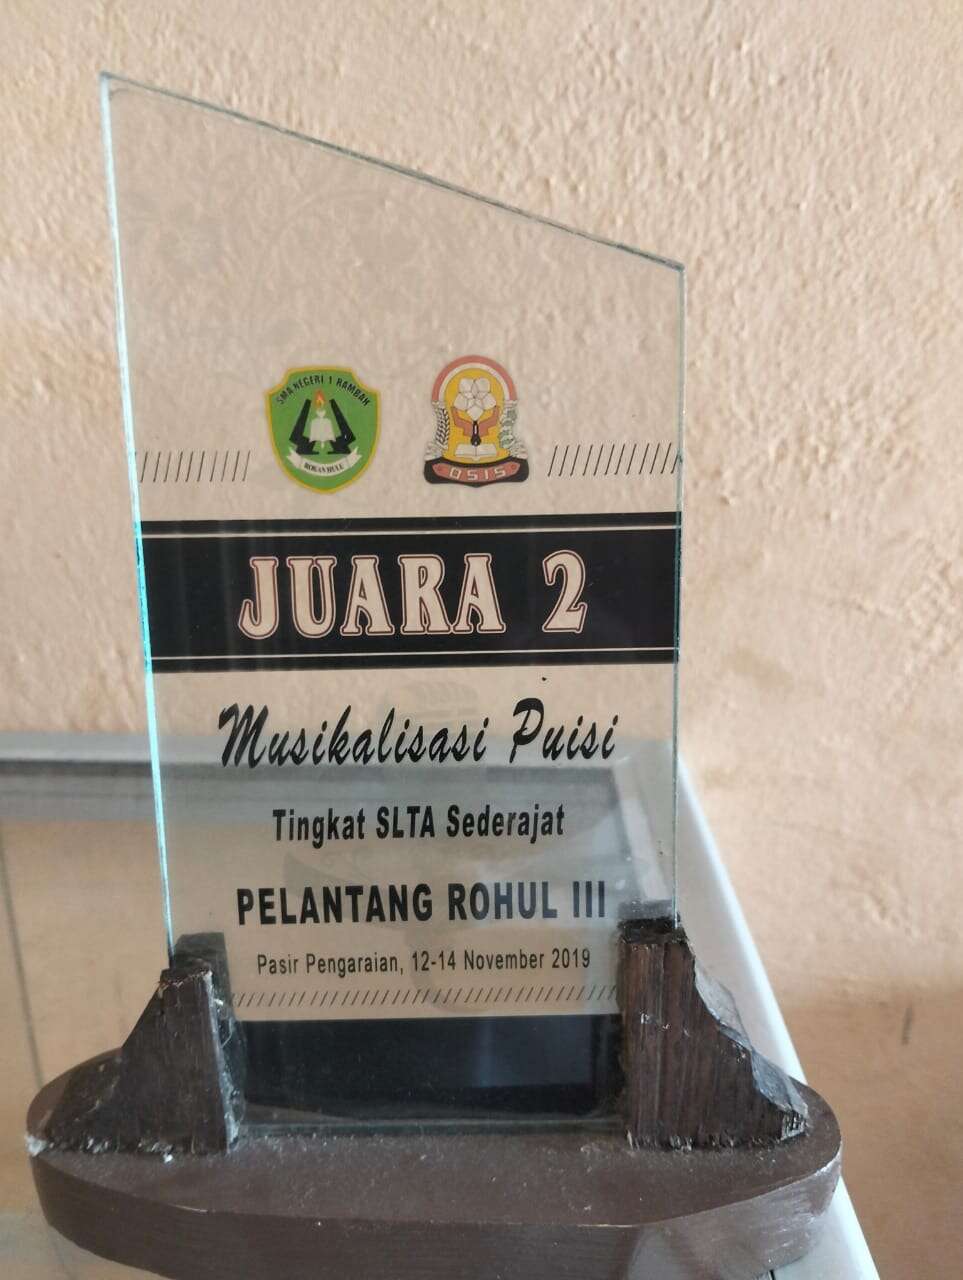 SMA NEGERI 1 RAMBAH
ROKAN HULU
OSIS
JUARA 2
Musikalisasi Puisi
Tingkat SLTA Sederajat
PELANTANG ROHUL III
Pasir Pengaraian, 12-14 November 2019